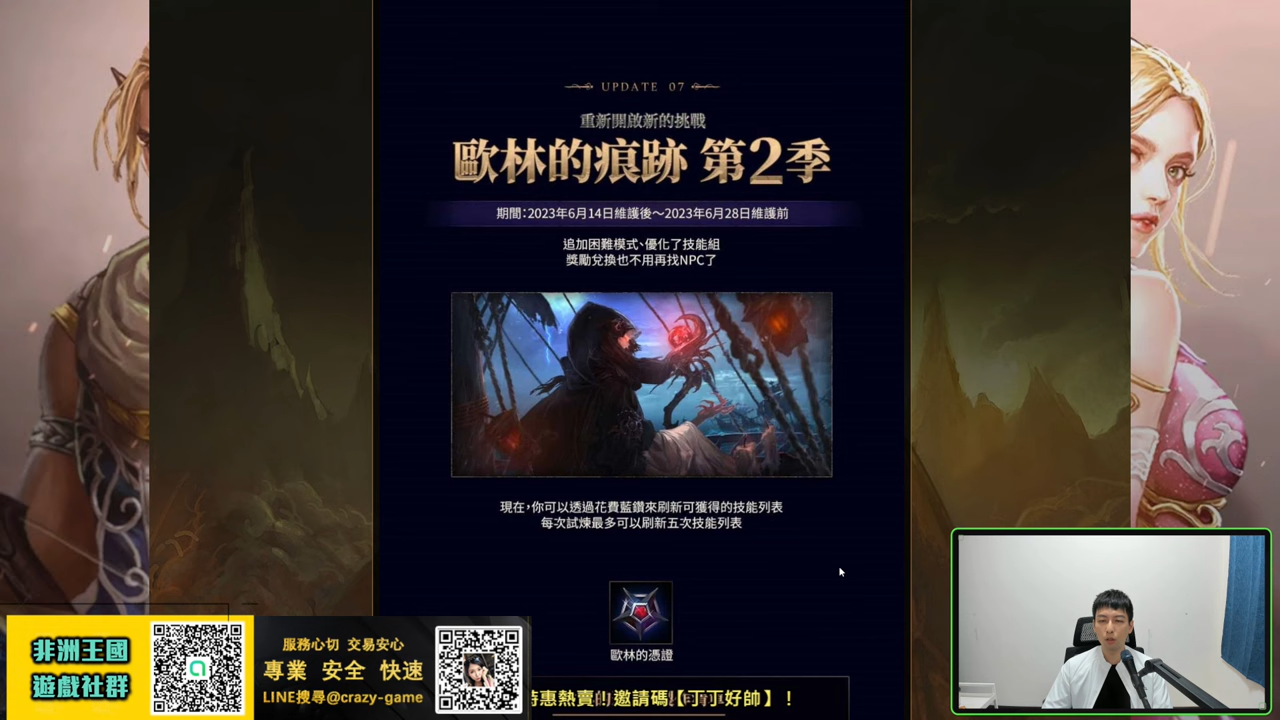 UPDATE 07
重新開啟新的挑戰
歐林的痕跡 第2季
期間:2023年6月14日維護後～2023年6月28日維護前
追加困難模式、優化了技能組
獎勵兌換也不用再找NPC了
現在,你可以透過花費藍鑽來刷新可獲得的技能列表
每次試煉最多可以刷新五次技能列表
歐林的憑證
非洲王國
遊戲社群
服務心切 交易安心
專業 安全 快速
LINE搜尋@crazy-game
特惠熱賣!! 邀請碼【叮丁好帥】!